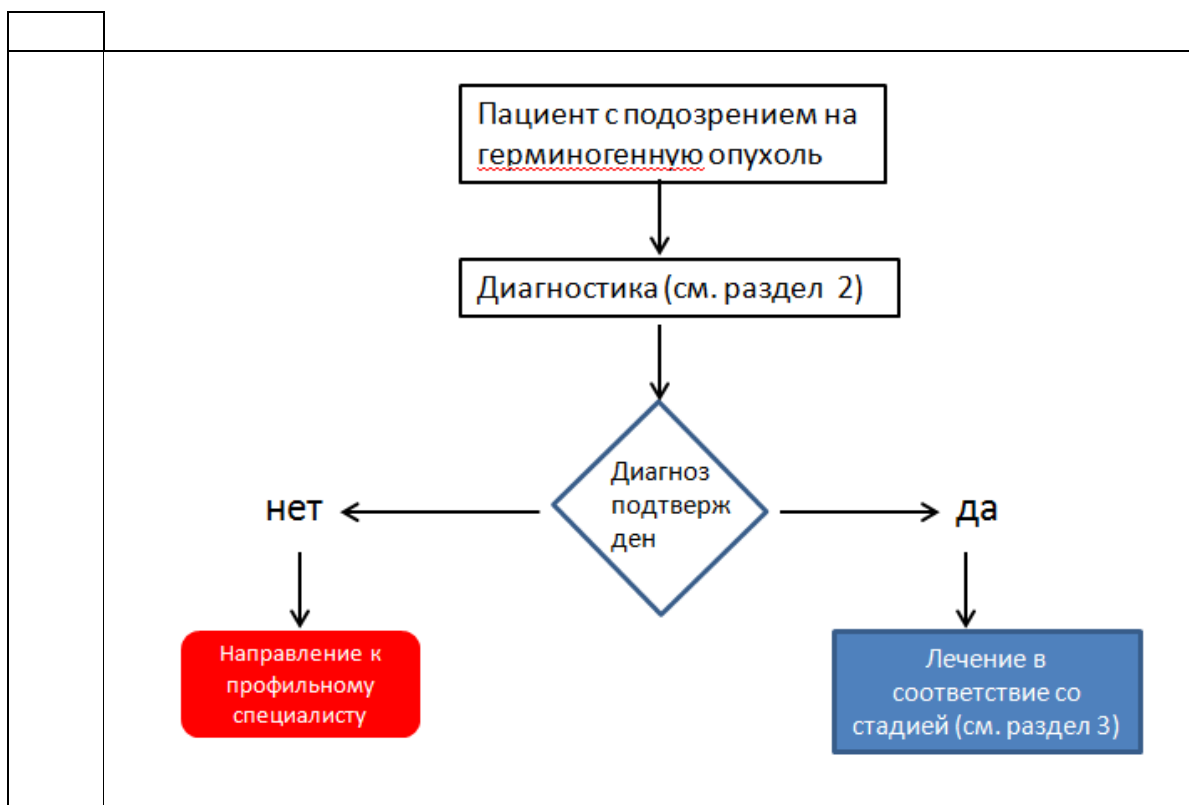 Пациент с подозрением на
герминогенную опухоль
Диагностика (см. раздел 2)
Диагноз
подтверж
ден
нет
да
Направление к
профильному
специалисту
Лечение в
соответствие со
стадией (см. раздел 3)